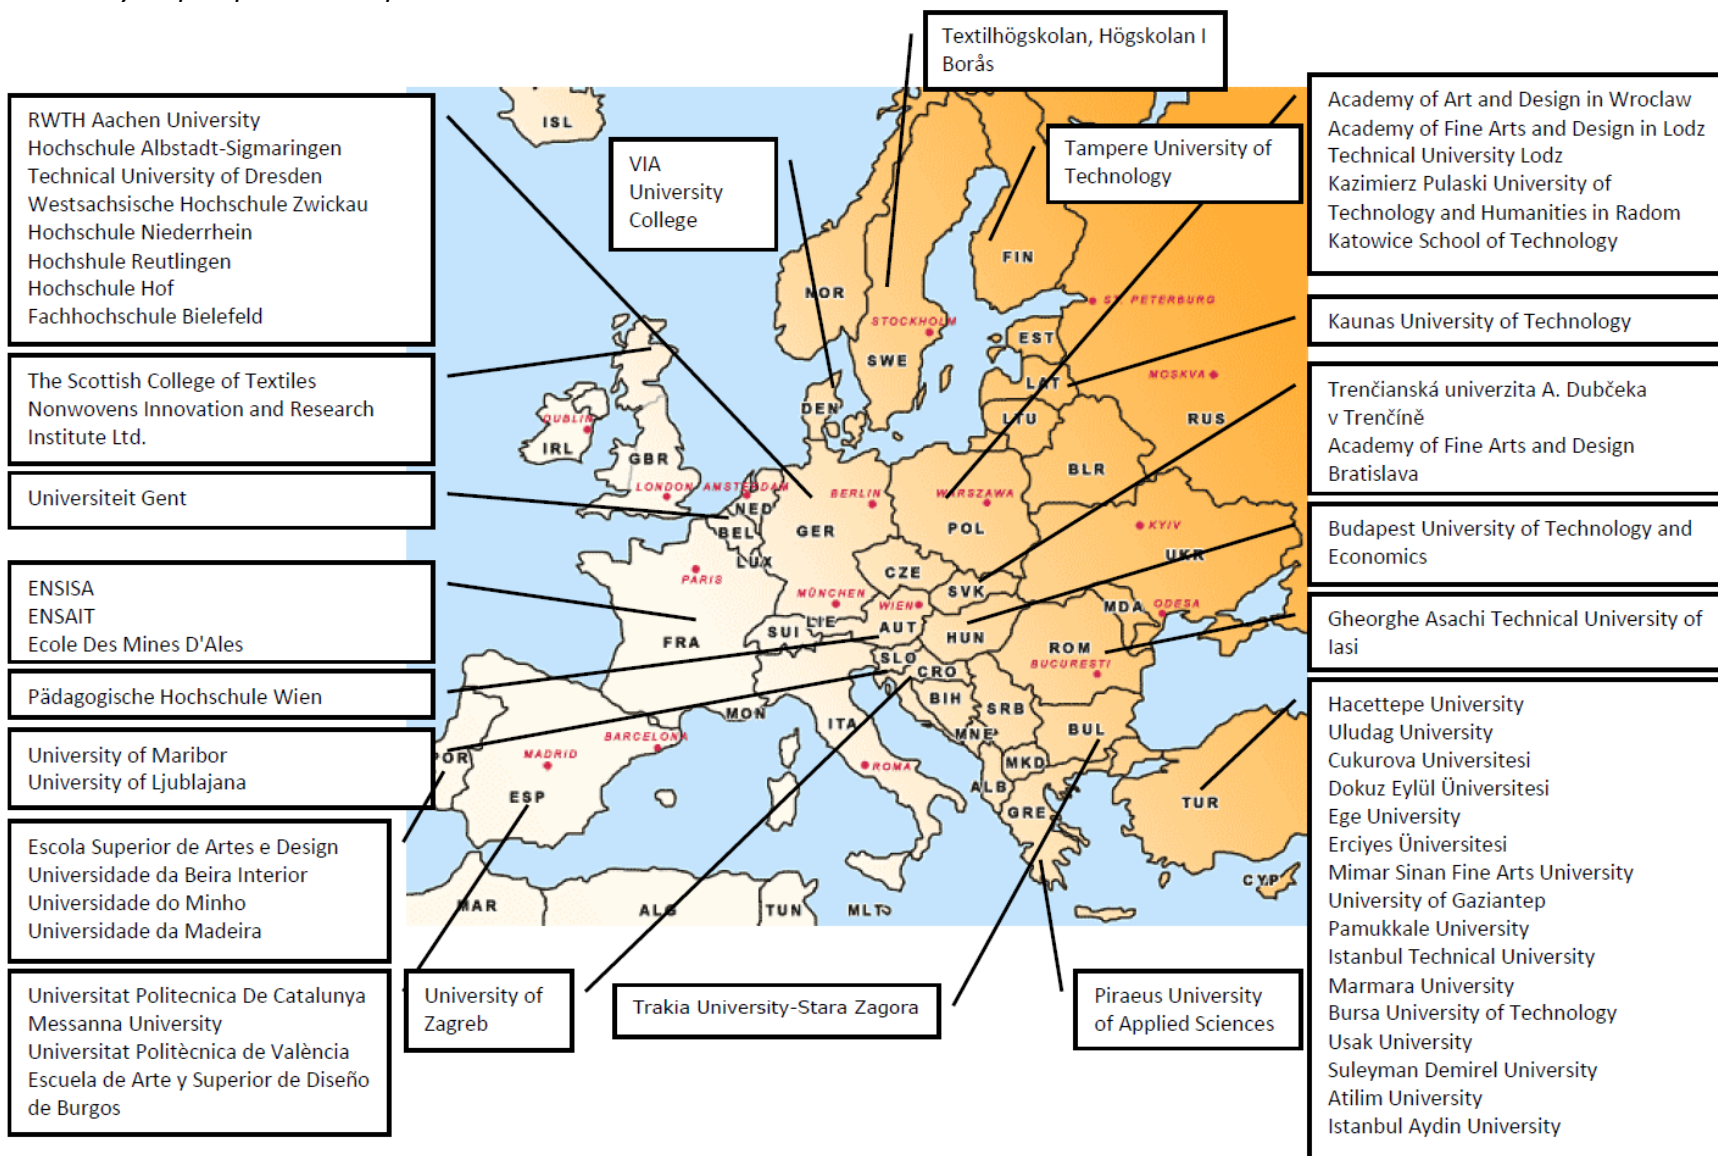 Textilhögskolan, Högskolan I
Borås
RWTH Aachen University
Hochschule Albstadt-Sigmaringen
Technical University of Dresden
Westsachsische Hochschule Zwickau
Hochschule Niederrhein
Hochshule Reutlingen
Hochschule Hof
Fachhochschule Bielefeld
VIA
University
College
Tampere University of
Technology
Academy of Art and Design in Wroclaw
Academy of Fine Arts and Design in Lodz
Technical University Lodz
Kazimierz Pulaski University of
Technology and Humanities in Radom
Katowice School of Technology
Kaunas University of Technology
The Scottish College of Textiles
Nonwovens Innovation and Research
Institute Ltd.
Trenčianská univerzita A. Dubčeka
v Trenčíně
Academy of Fine Arts and Design
Bratislava
Universiteit Gent
Budapest University of Technology and
Economics
ENSISA
ENSAIT
Ecole Des Mines D'Ales
Gheorghe Asachi Technical University of
Iasi
Pädagogische Hochschule Wien
University of Maribor
University of Ljublajana
Hacettepe University
Uludag University
Cukurova Universitesi
Dokuz Eylül Üniversitesi
Ege University
Erciyes Üniversitesi
Mimar Sinan Fine Arts University
University of Gaziantep
Pamukkale University
Istanbul Technical University
Marmara University
Bursa University of Technology
Usak University
Suleyman Demirel University
Atilim University
Istanbul Aydin University
Escola Superior de Artes e Design
Universidade da Beira Interior
Universidade do Minho
Universidade da Madeira
Universitat Politecnica De Catalunya
Messanna University
Universitat Politècnica de València
Escuela de Arte y Superior de Diseño
de Burgos
University of
Zagreb
Trakia University-Stara Zagora
Piraeus University
of Applied Sciences
ISL
FIN
NOR
ST. PETERBURG
STOCKHOLM
EST
SWE
LAT
MOSKVA
DEN
LTU
RUS
DUBLIN
IRL
GBR
BLR
LONDON
AMSTERDAM
BERLIN
WARSZAWA
NED
KYIV
BEL
GER
POL
LUX
UKR
PARIS
CZE
SVK
MÜNCHEN
WIEN
MDA
ODESA
LIE
SUI
AUT
HUN
FRA
ROM
SLO
BUCURESTI
CRO
BIH
SRB
MON
ITA
BARCELONA
MNE
BUL
POR
MADRID
ROMA
MKD
ALB
ESP
TUR
GRE
CYP
MAR
ALG
TUN
MLT